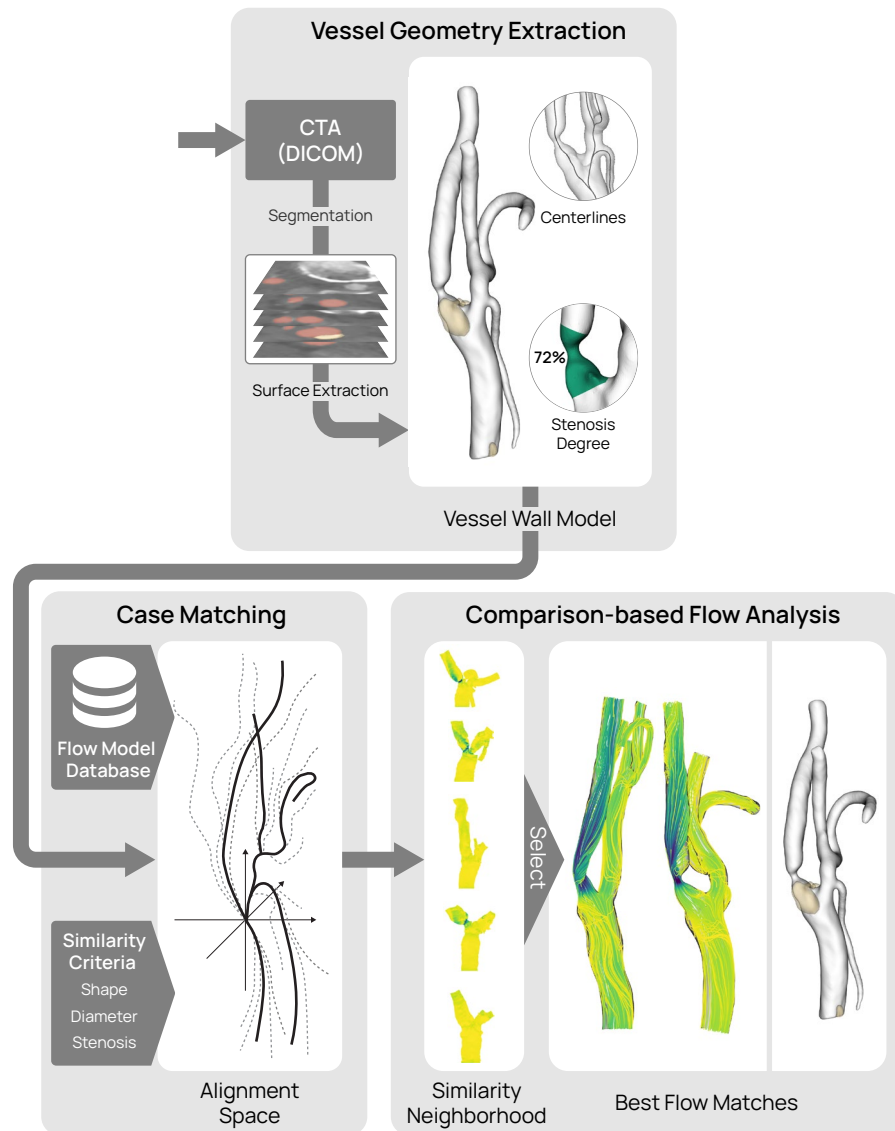 Vessel Geometry Extraction
CTA
(DICOM)
Segmentation
Surface Extraction
Centerlines
72%
Stenosis
Degree
Vessel Wall Model
Case Matching
Flow Model
Database
Similarity
Criteria
Shape
Diameter
Stenosis
Alignment
Space
Comparison-based Flow Analysis
Select
Similarity
Neighborhood
Best Flow Matches